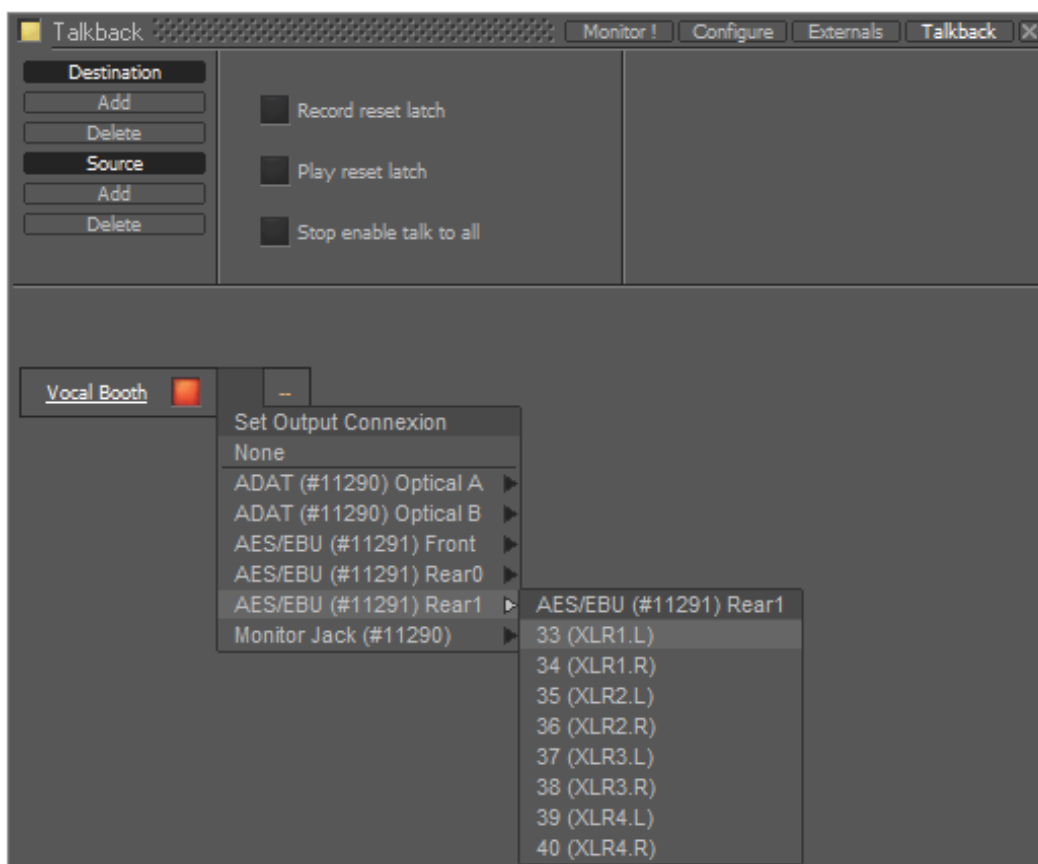 Talkback Monitor ! Configure Externals Talkback X
Destination
Add
Delete
Source
Add
Delete
Record reset latch
Play reset latch
Stop enable talk to all
Vocal Booth --
Set Output Connexion
None
ADAT (#11290) Optical A
ADAT (#11290) Optical B
AES/EBU (#11291) Front
AES/EBU (#11291) Rear0
AES/EBU (#11291) Rear1
Monitor Jack (#11290)
AES/EBU (#11291) Rear1
33 (XLR1.L)
34 (XLR1.R)
35 (XLR2.L)
36 (XLR2.R)
37 (XLR3.L)
38 (XLR3.R)
39 (XLR4.L)
40 (XLR4.R)